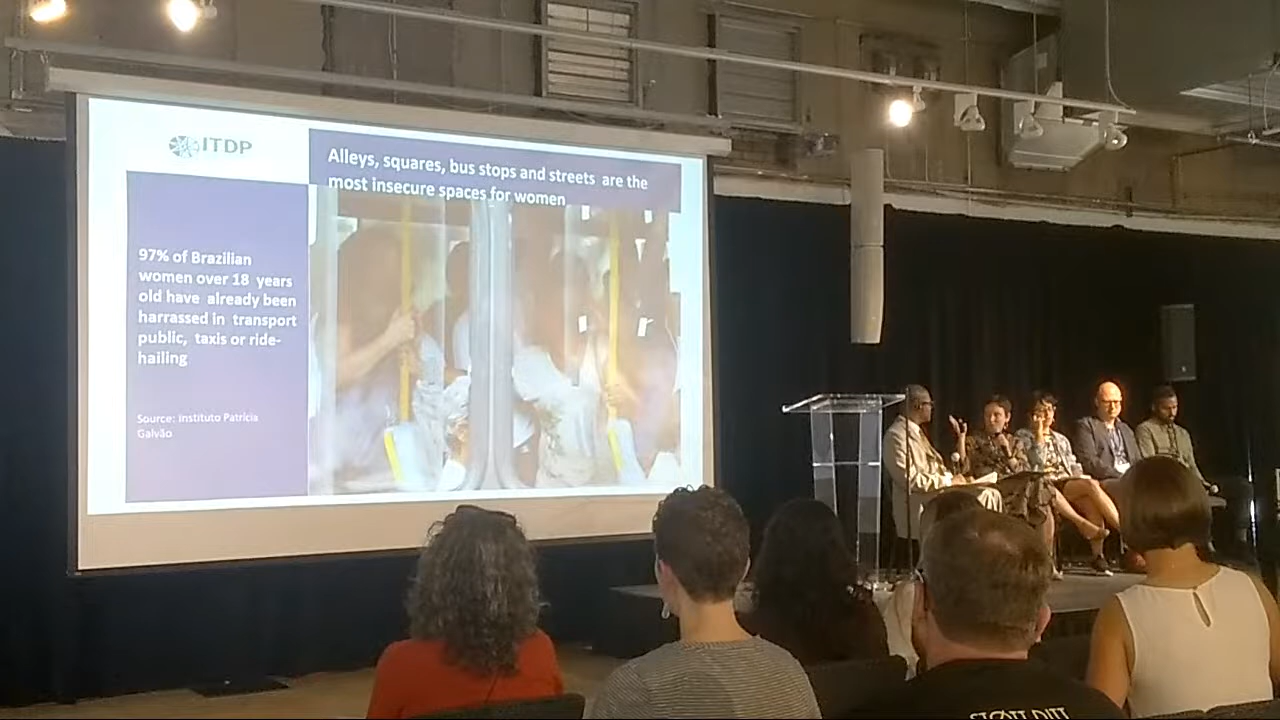 ITDP
Alleys, squares, bus stops and streets are the
most insecure spaces for women
97% of Brazilian
women over 18 years
old have already been
harrassed in transport
public, taxis or ride-
hailing
Source: Instituto Patrícia
Galvão